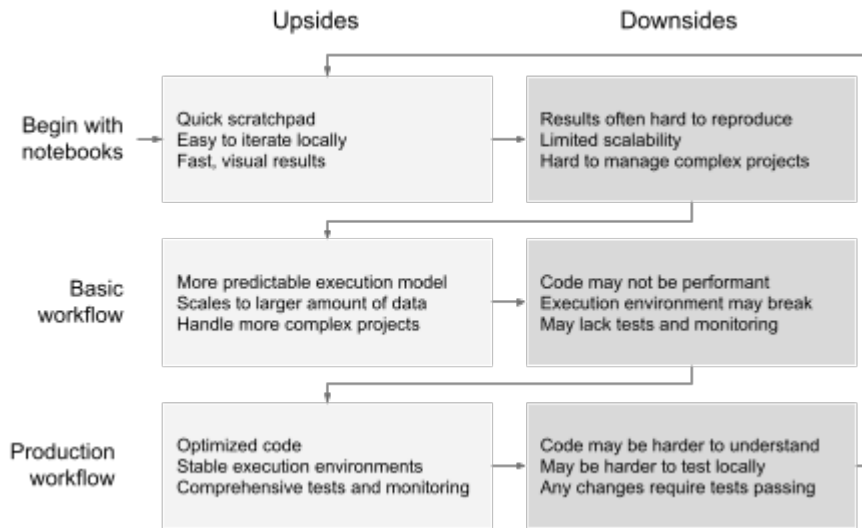 Upsides
Downsides
Begin with
notebooks
Quick scratchpad
Easy to iterate locally
Fast, visual results
Results often hard to reproduce
Limited scalability
Hard to manage complex projects
Basic
workflow
More predictable execution model
Scales to larger amount of data
Handle more complex projects
Code may not be performant
Execution environment may break
May lack tests and monitoring
Production
workflow
Optimized code
Stable execution environments
Comprehensive tests and monitoring
Code may be harder to understand
May be harder to test locally
Any changes require tests passing